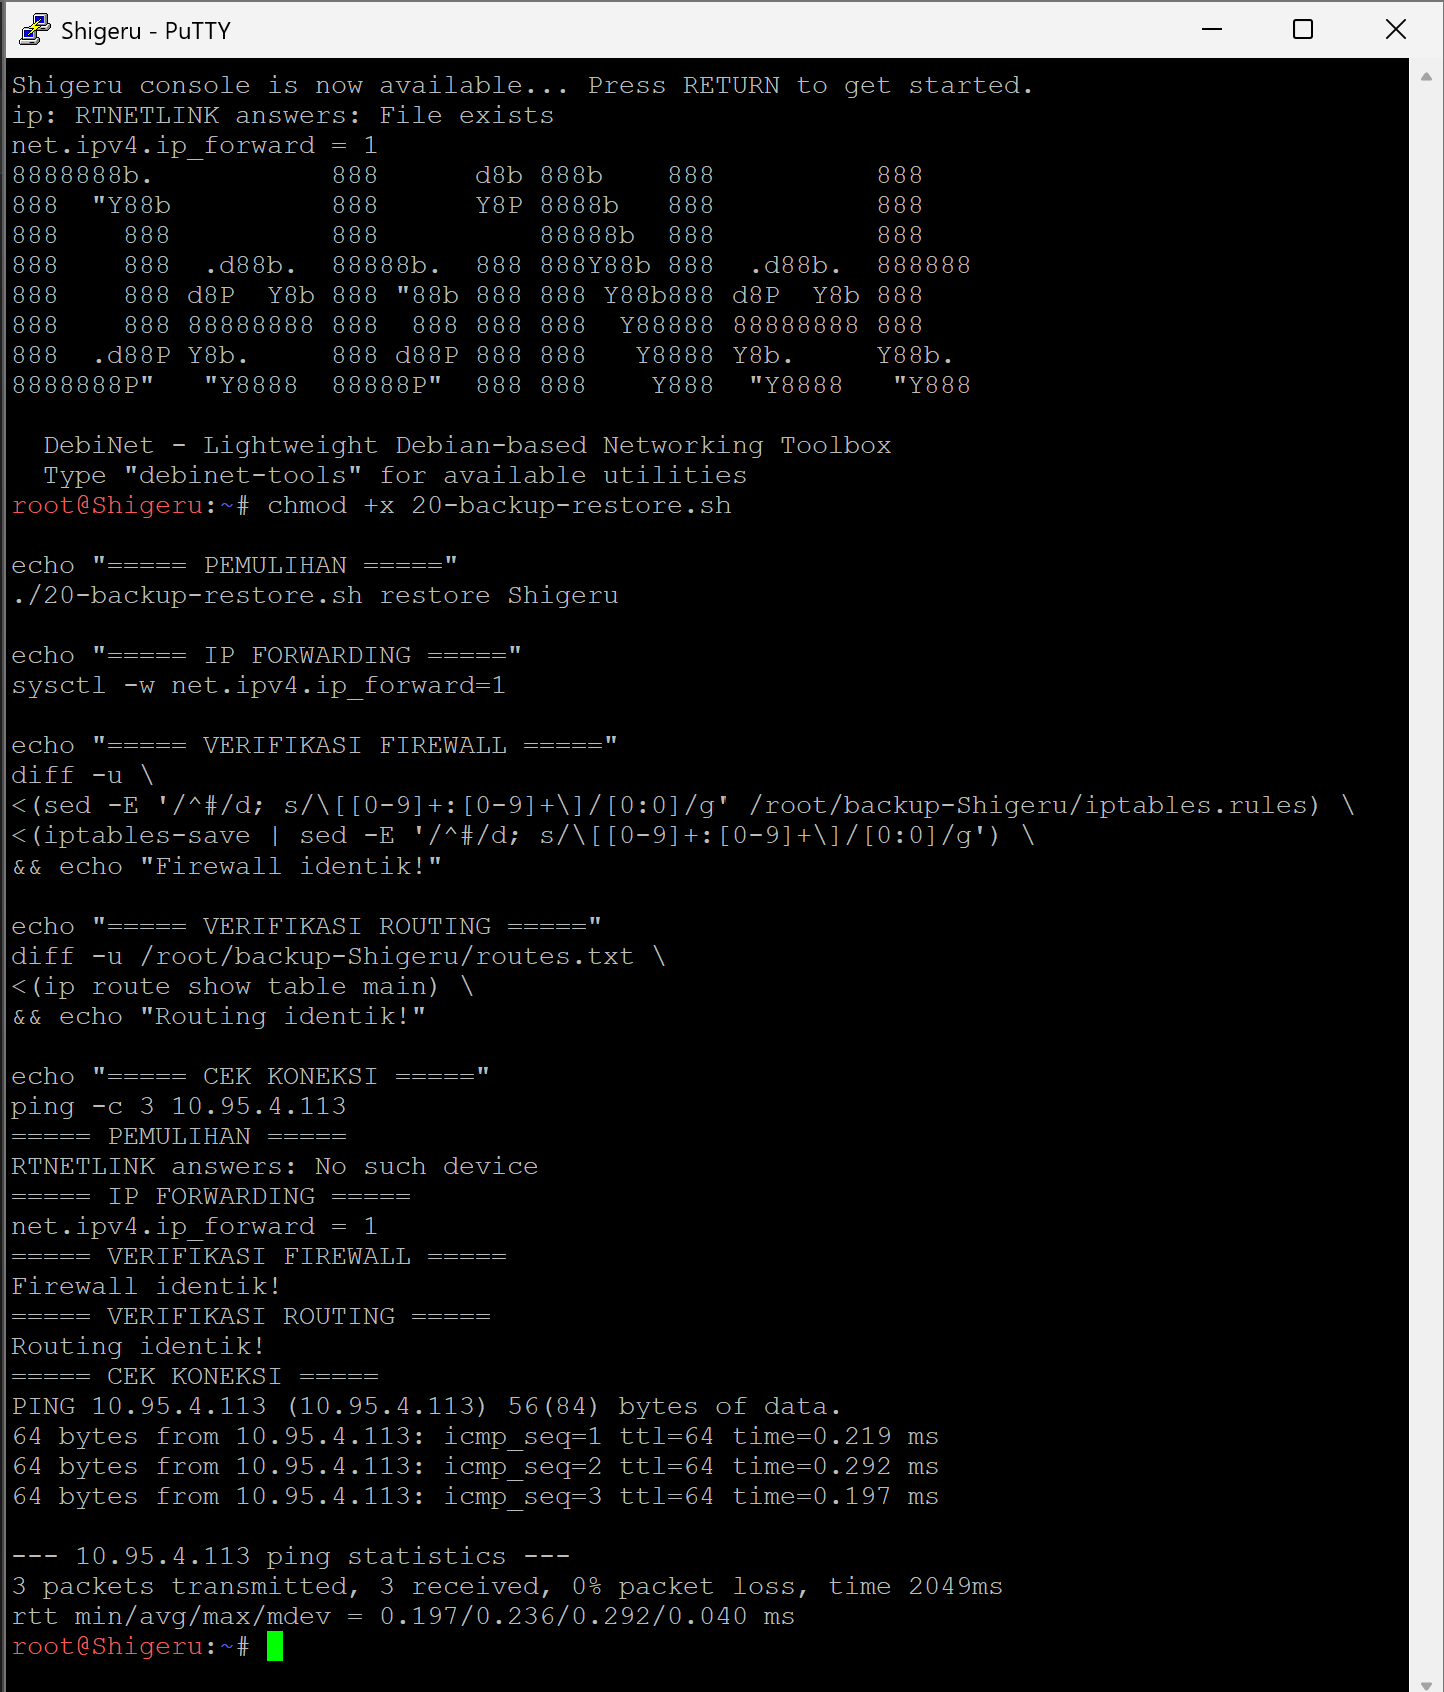 Shigeru - PuTTY
Shigeru console is now available... Press RETURN to get started.
ip: RTNETLINK answers: File exists
net.ipv4.ip_forward = 1
8888888b.           888      d8b 888b    888          888
888  "Y88b          888      Y8P 8888b   888          888
888    888          888          88888b  888          888
888    888  .d88b.  88888b.  888 888Y88b 888  .d88b.  888888
888    888 d8P  Y8b 888 "88b 888 888 Y88b888 d8P  Y8b 888
888    888 88888888 888  888 888 888  Y88888 88888888 888
888  .d88P Y8b.     888 d88P 888 888   Y8888 Y8b.     Y88b.
8888888P"   "Y8888  88888P"  888 888    Y888  "Y8888   "Y888
  DebiNet - Lightweight Debian-based Networking Toolbox
  Type "debinet-tools" for available utilities
root@Shigeru:~# chmod +x 20-backup-restore.sh
echo "===== PEMULIHAN ====="
./20-backup-restore.sh restore Shigeru
echo "===== IP FORWARDING ====="
sysctl -w net.ipv4.ip_forward=1
echo "===== VERIFIKASI FIREWALL ====="
diff -u \
<(sed -E '/^#/d; s/\[[0-9]+:[0-9]+\]/[0:0]/g' /root/backup-Shigeru/iptables.rules) \
<(iptables-save | sed -E '/^#/d; s/\[[0-9]+:[0-9]+\]/[0:0]/g') \
&& echo "Firewall identik!"
echo "===== VERIFIKASI ROUTING ====="
diff -u /root/backup-Shigeru/routes.txt \
<(ip route show table main) \
&& echo "Routing identik!"
echo "===== CEK KONEKSI ====="
ping -c 3 10.95.4.113
===== PEMULIHAN =====
RTNETLINK answers: No such device
===== IP FORWARDING =====
net.ipv4.ip_forward = 1
===== VERIFIKASI FIREWALL =====
Firewall identik!
===== VERIFIKASI ROUTING =====
Routing identik!
===== CEK KONEKSI =====
PING 10.95.4.113 (10.95.4.113) 56(84) bytes of data.
64 bytes from 10.95.4.113: icmp_seq=1 ttl=64 time=0.219 ms
64 bytes from 10.95.4.113: icmp_seq=2 ttl=64 time=0.292 ms
64 bytes from 10.95.4.113: icmp_seq=3 ttl=64 time=0.197 ms
--- 10.95.4.113 ping statistics ---
3 packets transmitted, 3 received, 0% packet loss, time 2049ms
rtt min/avg/max/mdev = 0.197/0.236/0.292/0.040 ms
root@Shigeru:~#